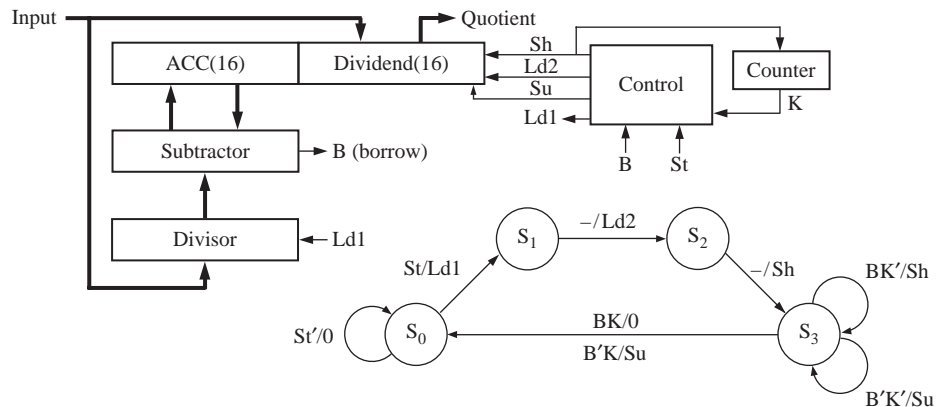 Input
Quotient
ACC(16)
Dividend(16)
Sh
Ld2
Su
Ld1
Control
Counter
K
B
St
Subtractor
B (borrow)
Divisor
Ld1
S1
–/Ld2
S2
St/Ld1
–/Sh
BK′/Sh
St′/0
S0
BK/0
B′K/Su
S3
B′K′/Su